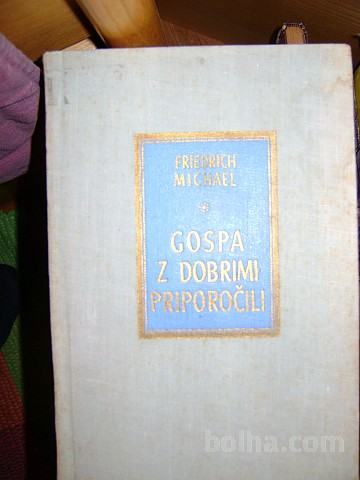 FRIEDRICH
MICHAEL
GOSPA
Z DOBRIMI
PRIPOROČILI
bolha.com